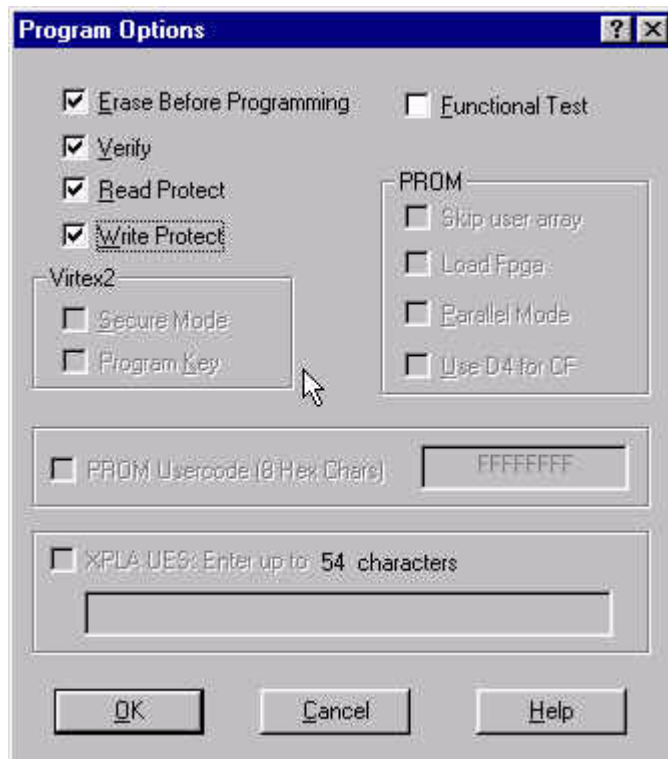 Program Options
Erase Before Programming
Functional Test
Verify
Read Protect
Write Protect
PROM
Skip user array
Load Fpga
Parallel Mode
Use D4 for CF
Virtex2
Secure Mode
Program Key
PROM Usercode (8 Hex Chars)
FFFFFFFF
XPLA UES: Enter up to 54 characters
OK
Cancel
Help